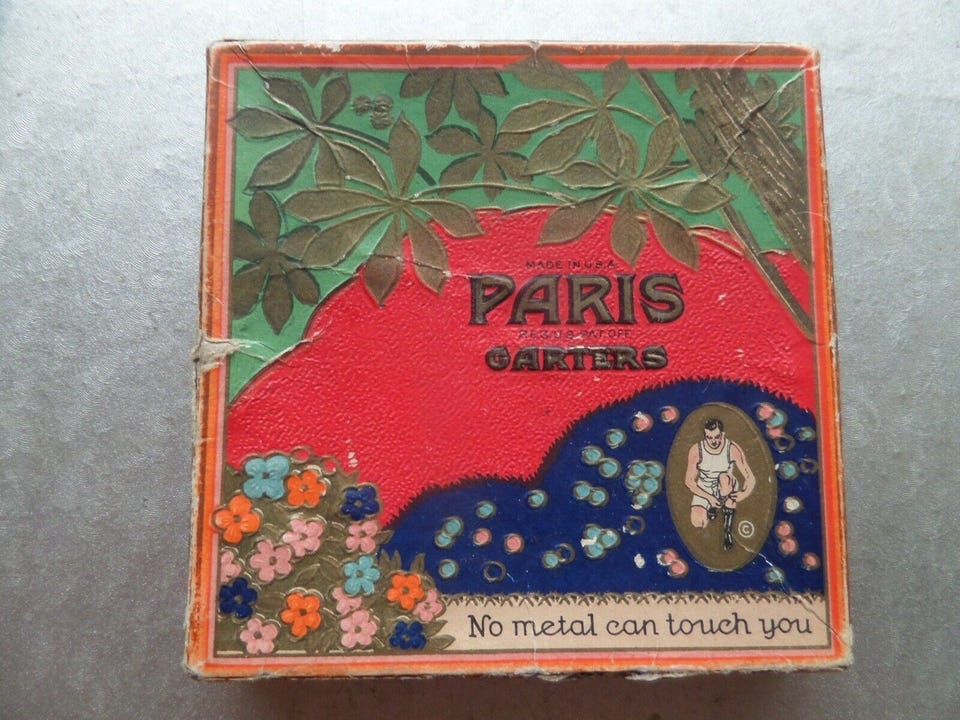 MADE IN U.S.A.
PARIS
REG. U.S. PAT. OFF.
GARTERS
©
No metal can touch you